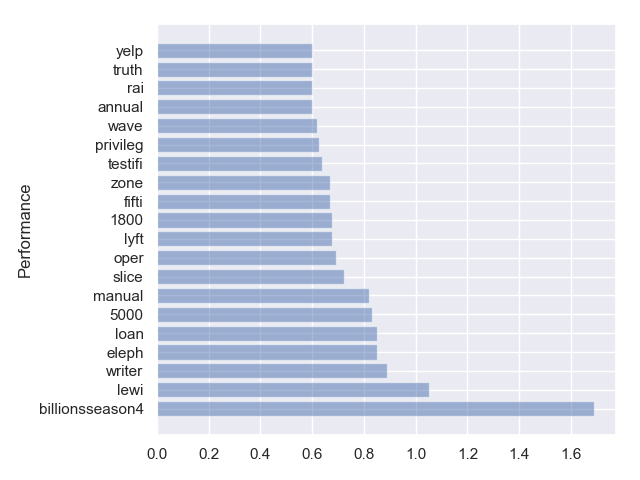 yelp
truth
rai
annual
wave
privileg
testifi
zone
fifti
1800
lyft
oper
slice
manual
5000
loan
eleph
writer
lewi
billionsseason4
Performance
0.0 0.2 0.4 0.6 0.8 1.0 1.2 1.4 1.6